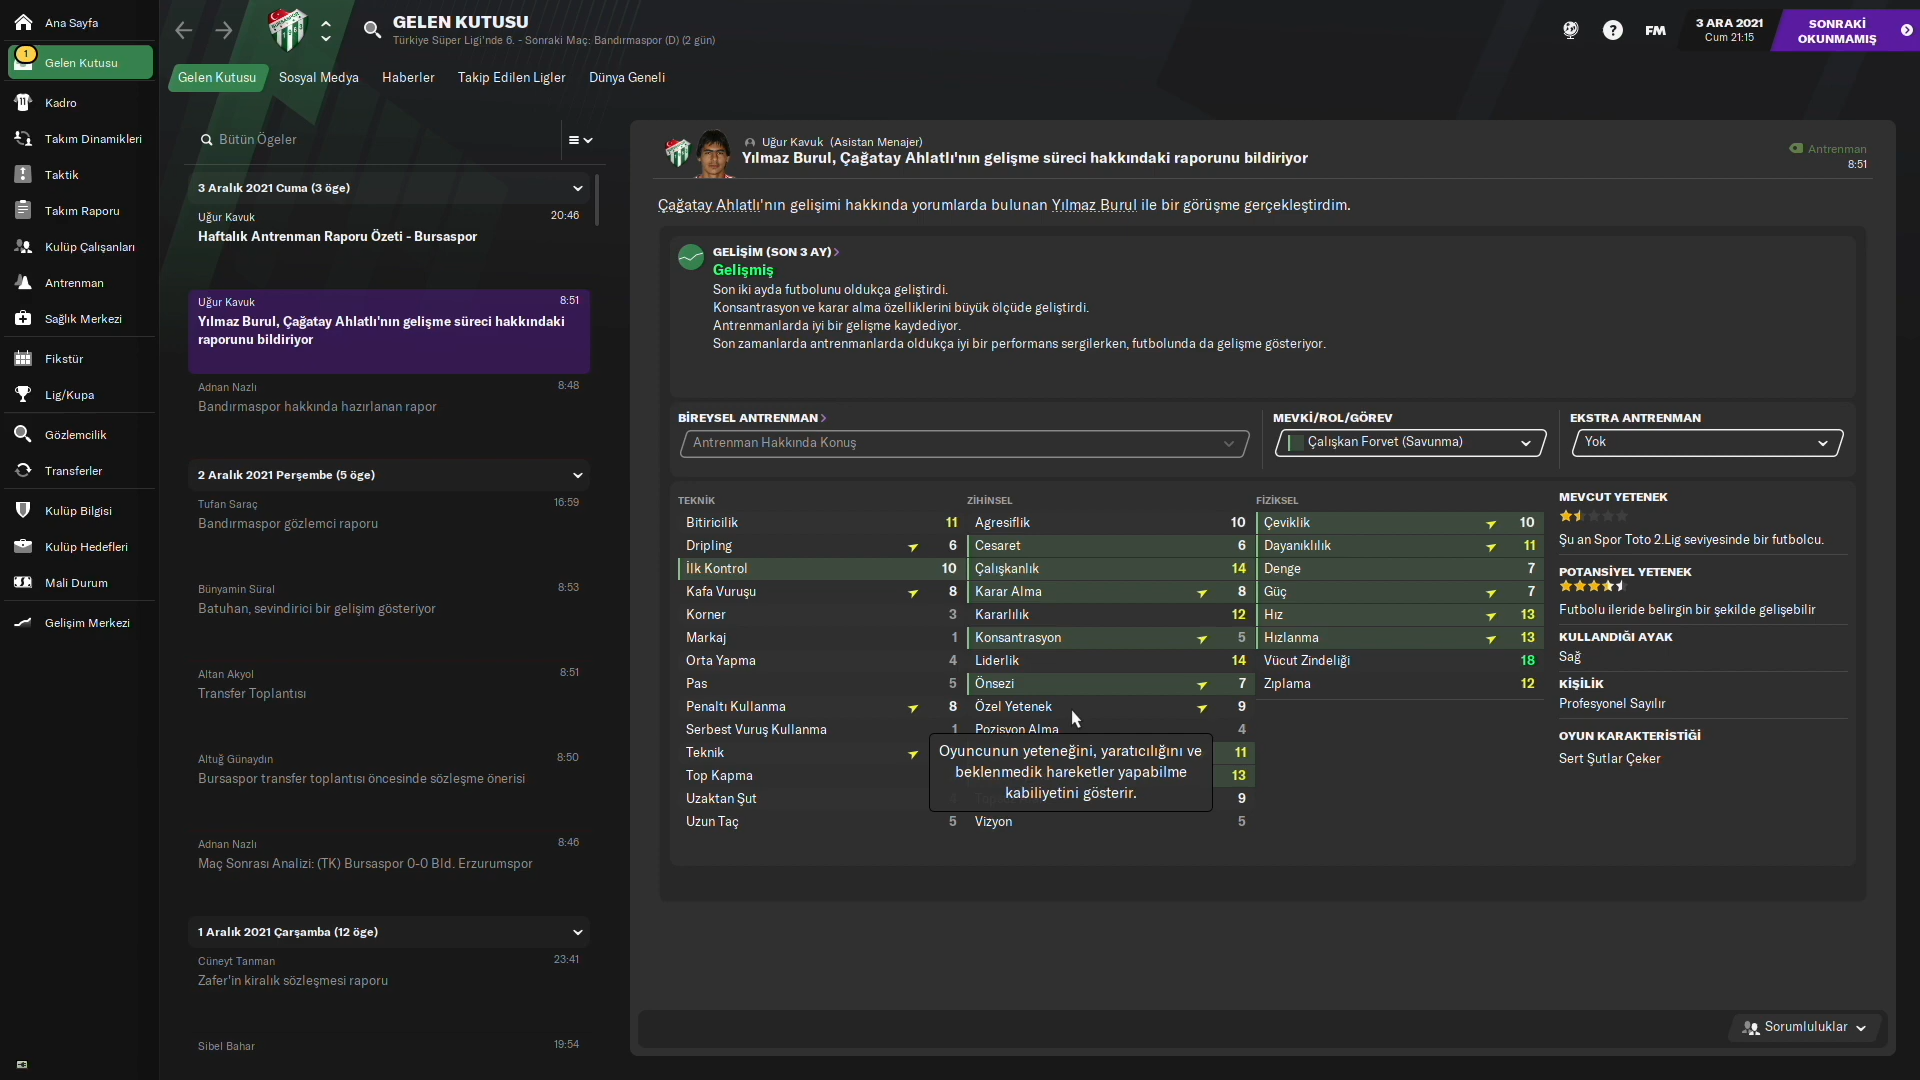 Ana Sayfa
1
Gelen Kutusu
Kadro
Takım Dinamikleri
Taktik
Takım Raporu
Kulüp Çalışanları
Antrenman
Sağlık Merkezi
Fikstür
Lig/Kupa
Gözlemcilik
Transferler
Kulüp Bilgisi
Kulüp Hedefleri
Mali Durum
Gelişim Merkezi
GELEN KUTUSU
Türkiye Süper Ligi'nde 6. - Sonraki Maç: Bandırmaspor (D) (2 gün)
FM
3 ARA 2021
Cum 21:15
SONRAKİ
OKUNMAMIŞ
Gelen Kutusu
Sosyal Medya
Haberler
Takip Edilen Ligler
Dünya Geneli
Bütün Ögeler
3 Aralık 2021 Cuma (3 öge)
Uğur Kavuk 20:46
Haftalık Antrenman Raporu Özeti - Bursaspor
Uğur Kavuk 8:51
Yılmaz Burul, Çağatay Ahlatlı'nın gelişme süreci hakkındaki
raporunu bildiriyor
Adnan Nazlı 8:48
Bandırmaspor hakkında hazırlanan rapor
2 Aralık 2021 Perşembe (5 öge)
Tufan Saraç 16:59
Bandırmaspor gözlemci raporu
Bünyamin Süral 8:53
Batuhan, sevindirici bir gelişim gösteriyor
Altan Akyol 8:51
Transfer Toplantısı
Altuğ Günaydın 8:50
Bursaspor transfer toplantısı öncesinde sözleşme önerisi
Adnan Nazlı 8:46
Maç Sonrası Analizi: (TK) Bursaspor 0-0 Bld. Erzurumspor
1 Aralık 2021 Çarşamba (12 öge)
Cüneyt Tanman 23:41
Zafer'in kiralık sözleşmesi raporu
Sibel Bahar 19:54
Uğur Kavuk (Asistan Menajer)
Yılmaz Burul, Çağatay Ahlatlı'nın gelişme süreci hakkındaki raporunu bildiriyor
Antrenman
8:51
Çağatay Ahlatlı'nın gelişimi hakkında yorumlarda bulunan Yılmaz Burul ile bir görüşme gerçekleştirdim.
GELİŞİM (SON 3 AY)
Gelişmiş
Son iki ayda futbolunu oldukça geliştirdi.
Konsantrasyon ve karar alma özelliklerini büyük ölçüde geliştirdi.
Antrenmanlarda iyi bir gelişme kaydediyor.
Son zamanlarda antrenmanlarda oldukça iyi bir performans sergilerken, futbolunda da gelişme gösteriyor.
BİREYSEL ANTRENMAN
Antrenman Hakkında Konuş
MEVKİ/ROL/GÖREV
Çalışkan Forvet (Savunma)
EKSTRA ANTRENMAN
Yok
TEKNİK
Bitiricilik 11
Dripling 6
İlk Kontrol 10
Kafa Vuruşu 8
Korner 3
Markaj 1
Orta Yapma 4
Pas 5
Penaltı Kullanma 8
Serbest Vuruş Kullanma 1
Teknik
Top Kapma
Uzaktan Şut
Uzun Taç 5
ZİHİNSEL
Agresiflik 10
Cesaret 6
Çalışkanlık 14
Karar Alma 8
Kararlılık 12
Konsantrasyon 5
Liderlik 14
Önsezi 7
Özel Yetenek 9
Pozisyon Alma 4
11
13
9
Vizyon 5
Oyuncunun yeteneğini, yaratıcılığını ve
beklenmedik hareketler yapabilme
kabiliyetini gösterir.
FİZİKSEL
Çeviklik 10
Dayanıklılık 11
Denge 7
Güç 7
Hız 13
Hızlanma 13
Vücut Zindeliği 18
Zıplama 12
MEVCUT YETENEK
Şu an Spor Toto 2.Lig seviyesinde bir futbolcu.
POTANSİYEL YETENEK
Futbolu ileride belirgin bir şekilde gelişebilir
KULLANDIĞI AYAK
Sağ
KİŞİLİK
Profesyonel Sayılır
OYUN KARAKTERİSTİĞİ
Sert Şutlar Çeker
Sorumluluklar